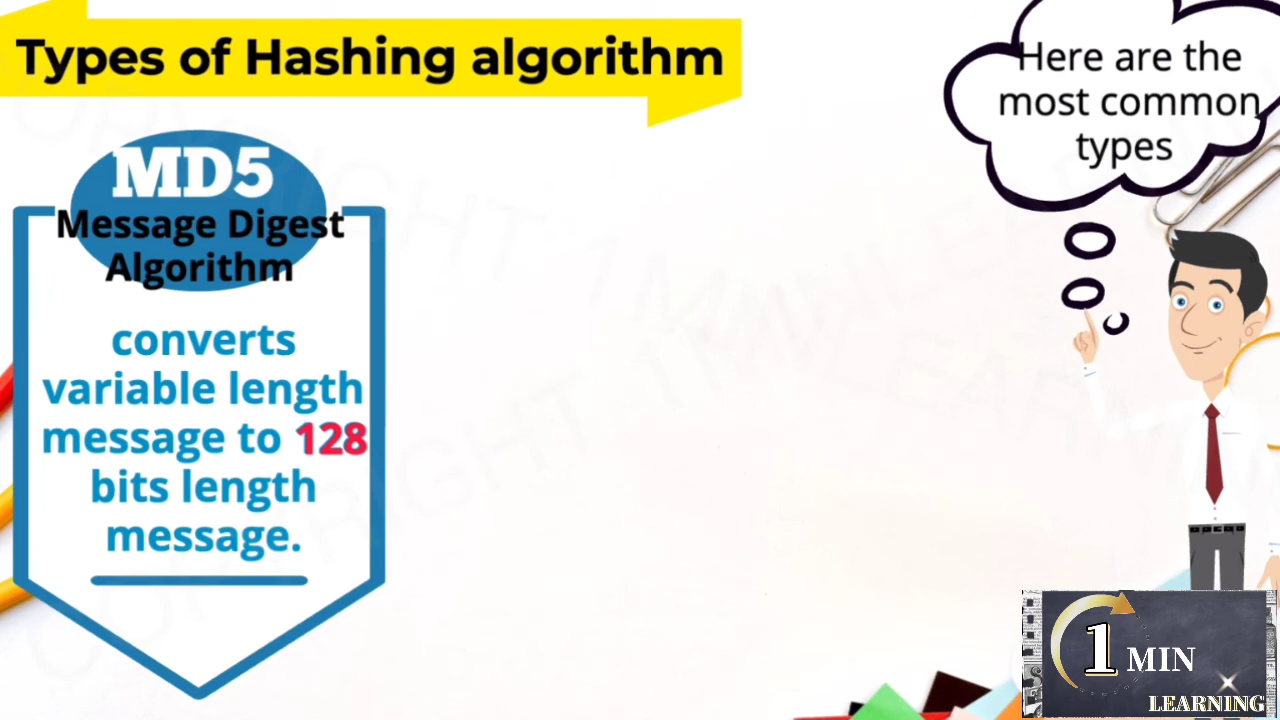 Types of Hashing algorithm
Here are the
most common
types
MD5
Message Digest
Algorithm
converts
variable length
message to 128
bits length
message.
1 MIN
LEARNING